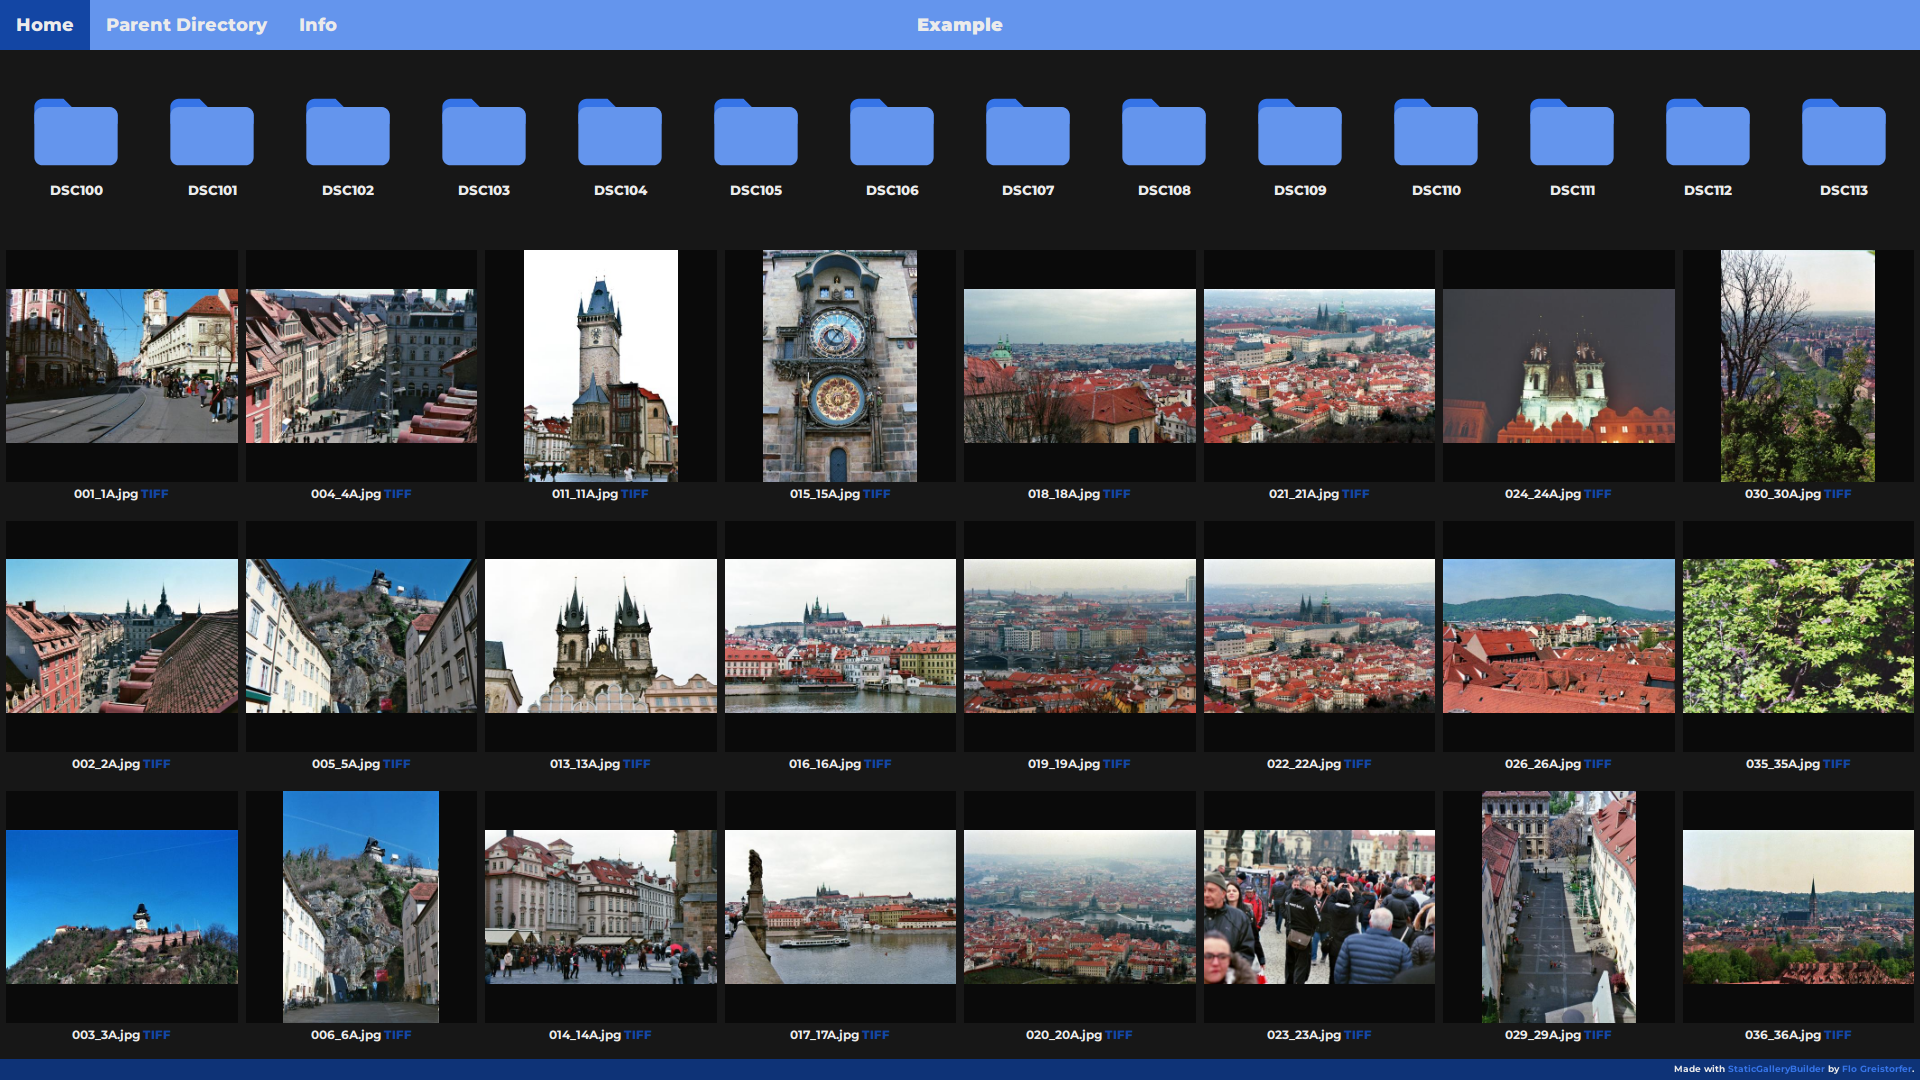 Home Parent Directory Info Example
DSC100 DSC101 DSC102 DSC103 DSC104 DSC105 DSC106 DSC107 DSC108 DSC109 DSC110 DSC111 DSC112 DSC113
001_1A.jpg TIFF 004_4A.jpg TIFF 011_11A.jpg TIFF 015_15A.jpg TIFF 018_18A.jpg TIFF 021_21A.jpg TIFF 024_24A.jpg TIFF 030_30A.jpg TIFF
002_2A.jpg TIFF 005_5A.jpg TIFF 013_13A.jpg TIFF 016_16A.jpg TIFF 019_19A.jpg TIFF 022_22A.jpg TIFF 026_26A.jpg TIFF 035_35A.jpg TIFF
003_3A.jpg TIFF 006_6A.jpg TIFF 014_14A.jpg TIFF 017_17A.jpg TIFF 020_20A.jpg TIFF 023_23A.jpg TIFF 029_29A.jpg TIFF 036_36A.jpg TIFF
Made with StaticGalleryBuilder by Flo Greistorfer.